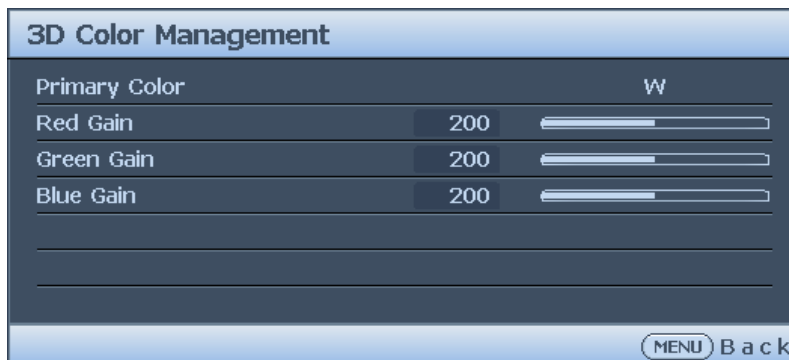 3D Color Management
Primary Color W
Red Gain 200
Green Gain 200
Blue Gain 200
MENU Back